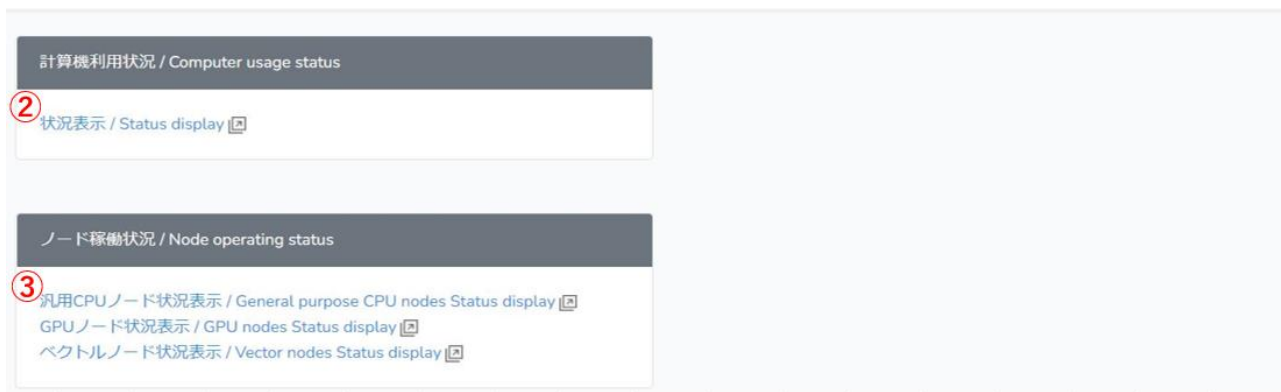 計算機利用状況 / Computer usage status
②
状況表示 / Status display
ノード稼働状況 / Node operating status
③
汎用CPUノード状況表示 / General purpose CPU nodes Status display
GPUノード状況表示 / GPU nodes Status display
ベクトルノード状況表示 / Vector nodes Status display